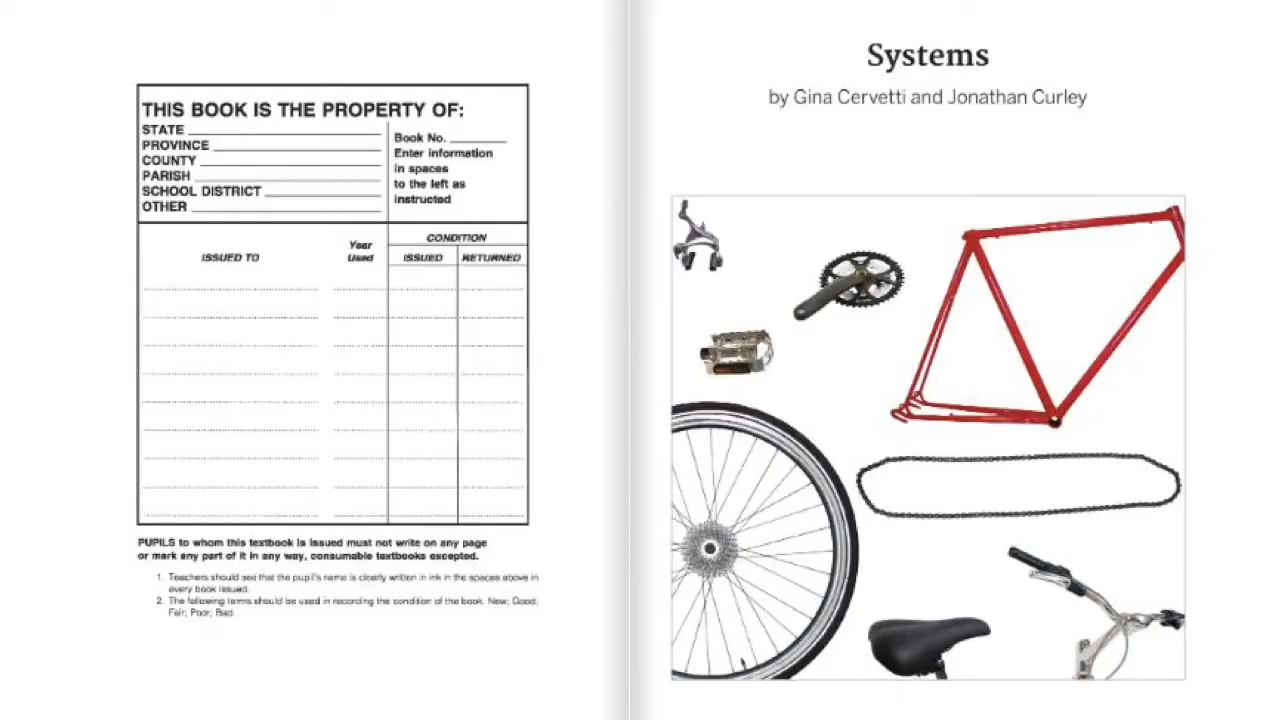 THIS BOOK IS THE PROPERTY OF:
STATE
PROVINCE
COUNTY
PARISH
SCHOOL DISTRICT
OTHER
Book No.
Enter information
in spaces
to the left as
instructed
ISSUED TO
Year
Used
CONDITION
ISSUED
RETURNED
PUPILS to whom this textbook is issued must not write on any page
or mark any part of it in any way, consumable textbooks excepted.
1. Teachers should see that the pupil's name is clearly written in ink in the spaces above in
every book issued.
2. The following terms should be used in recording the condition of the book: New; Good;
Fair; Poor; Bad.
Systems
by Gina Cervetti and Jonathan Curley